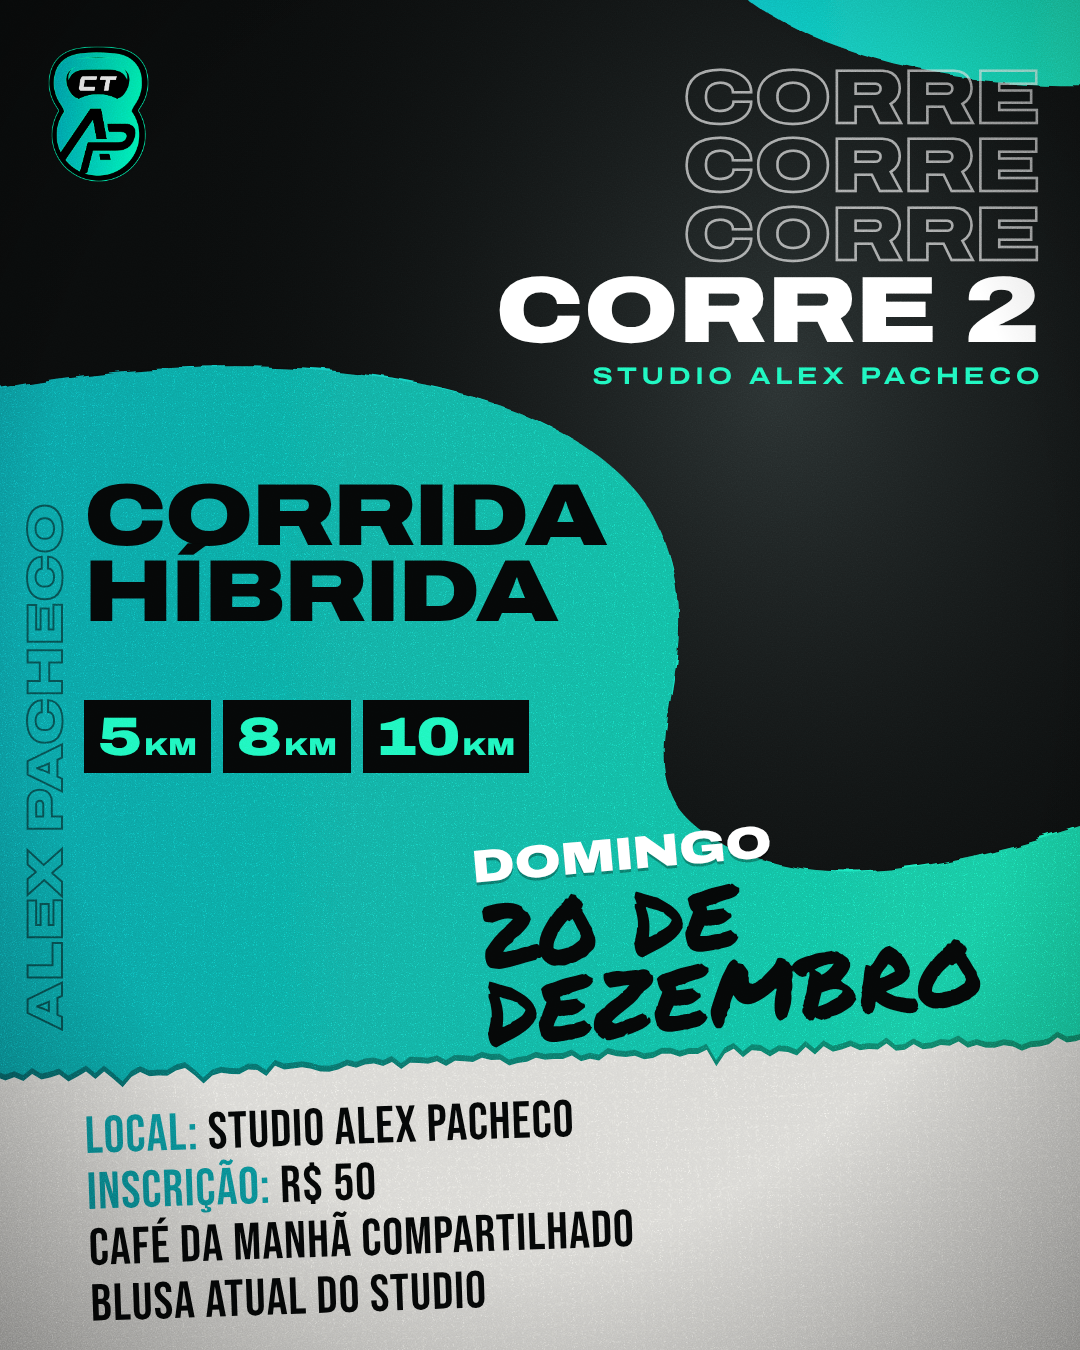 CT
AP
CORRE
CORRE
CORRE
CORRE 2
STUDIO ALEX PACHECO
CORRIDA
HÍBRIDA
ALEX PACHECO
5KM 8KM 10KM
DOMINGO
20 DE
DEZEMBRO
LOCAL: STUDIO ALEX PACHECO
INSCRIÇÃO: R$ 50
CAFÉ DA MANHÃ COMPARTILHADO
BLUSA ATUAL DO STUDIO